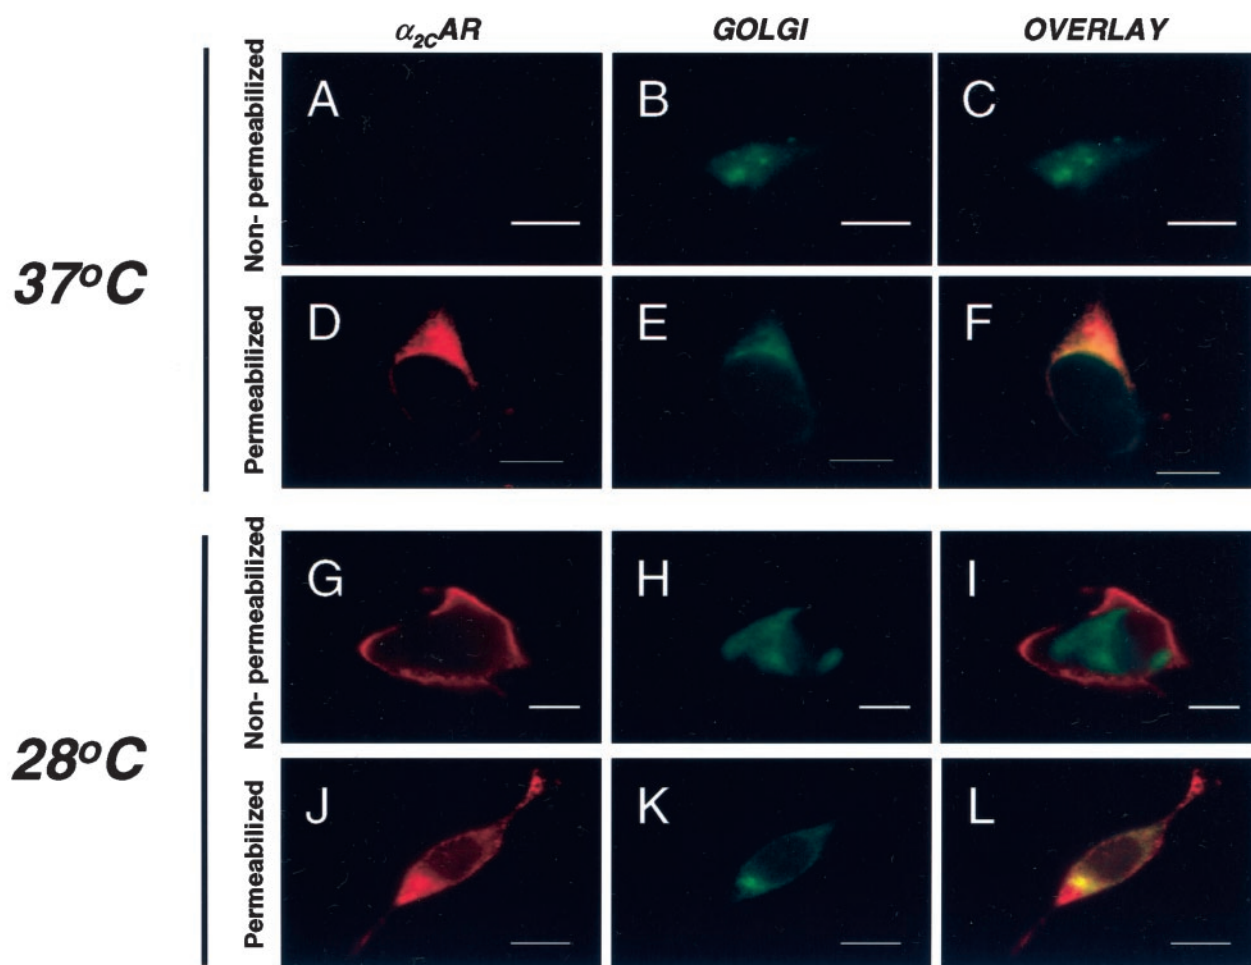 α2CAR GOLGI OVERLAY
37°C
Non- permeabilized
A B C
Permeabilized
D E F
28°C
Non- permeabilized
G H I
Permeabilized
J K L